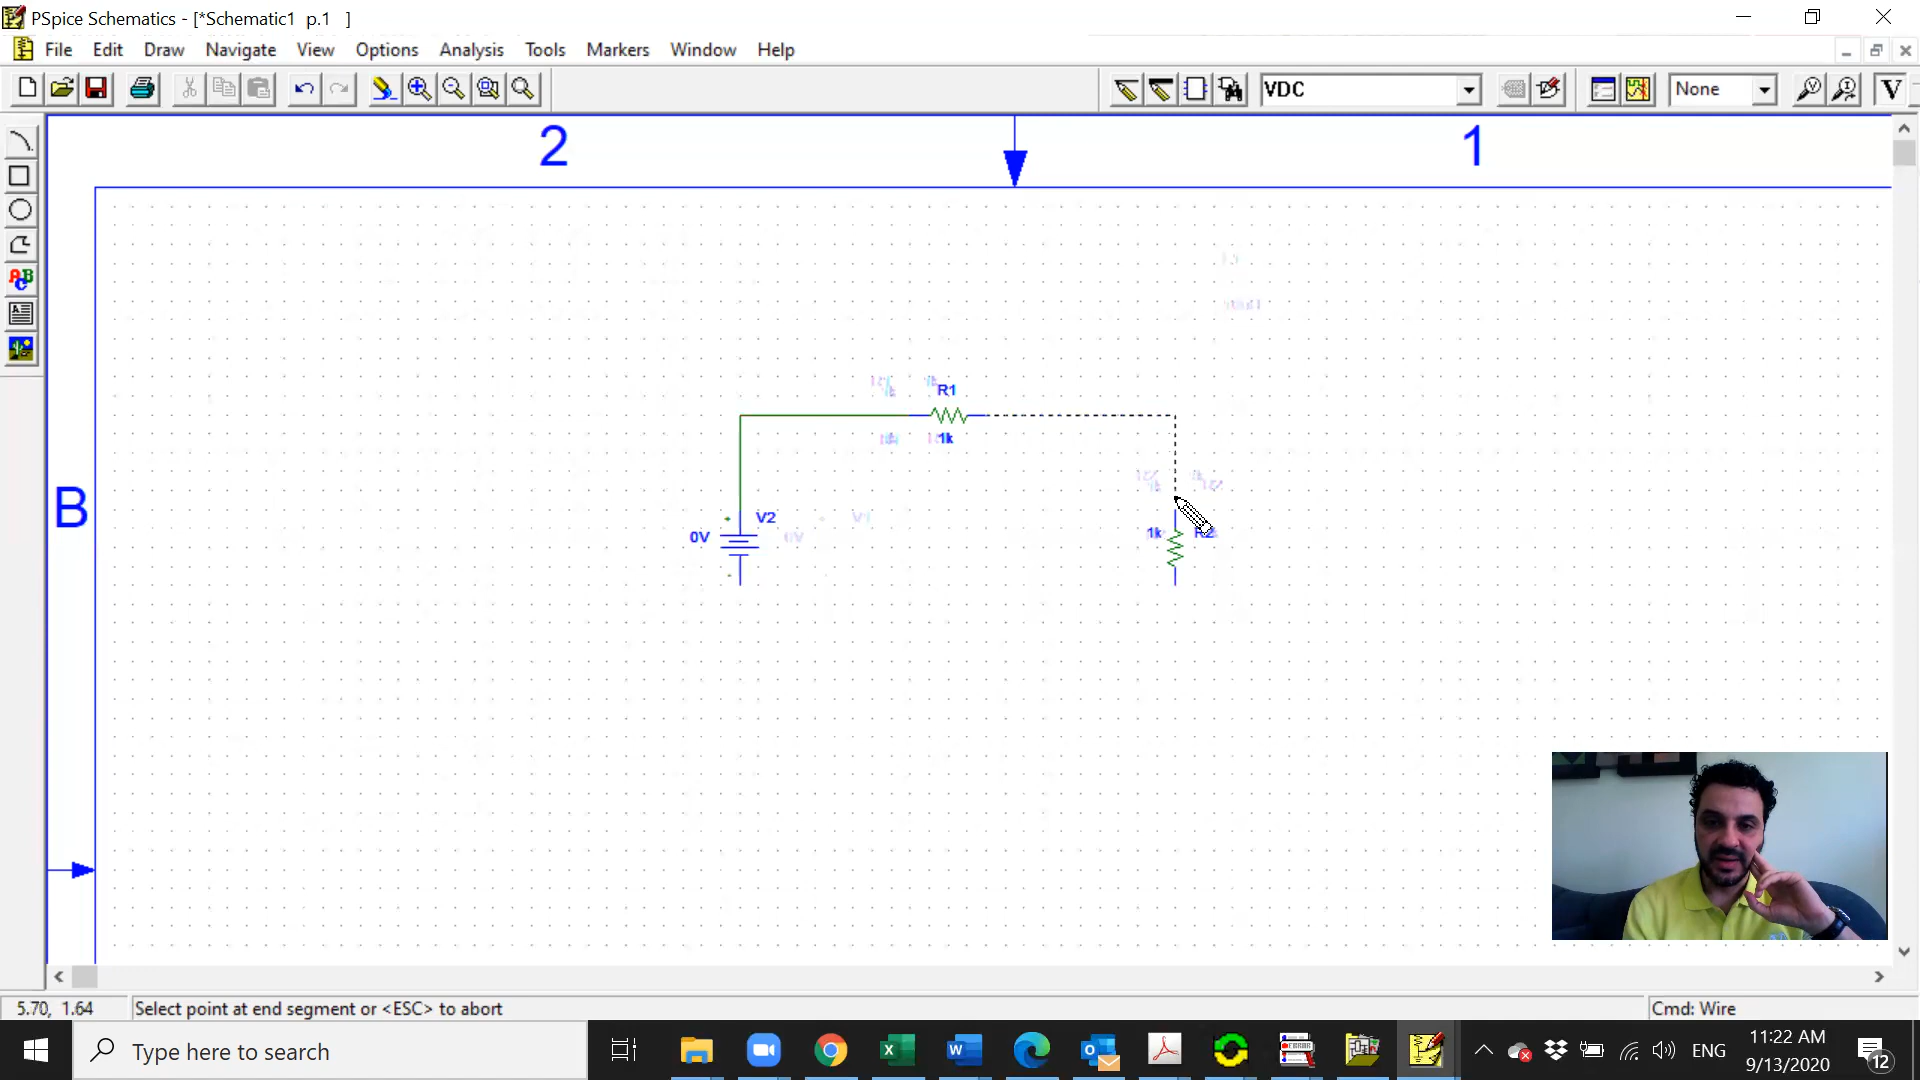 PSpice Schematics - [*Schematic1 p.1 ]
File Edit Draw Navigate View Options Analysis Tools Markers Window Help
VDC
None
V
ABC
2
1
B
R1
1k
V2
0V
1k
R2
5.70, 1.64
Select point at end segment or <ESC> to abort
Cmd: Wire
Type here to search
ENG
11:22 AM
9/13/2020
12